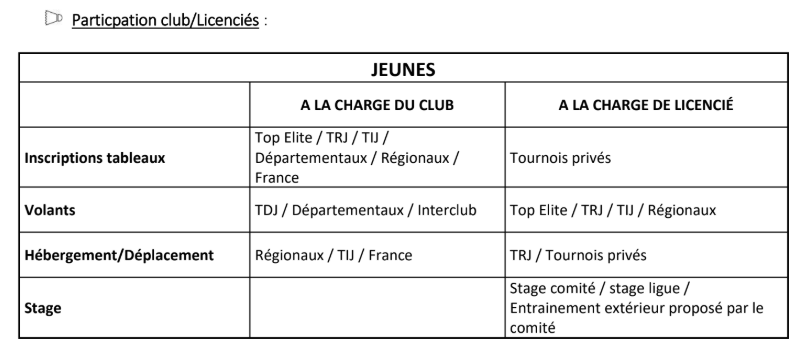 Particpation club/Licenciés :
JEUNES
A LA CHARGE DU CLUB
A LA CHARGE DE LICENCIÉ
Inscriptions tableaux
Top Elite / TRJ / TIJ /
Départementaux / Régionaux /
France
Tournois privés
Volants
TDJ / Départementaux / Interclub
Top Elite / TRJ / TIJ / Régionaux
Hébergement/Déplacement
Régionaux / TIJ / France
TRJ / Tournois privés
Stage
Stage comité / stage ligue /
Entrainement extérieur proposé par le
comité